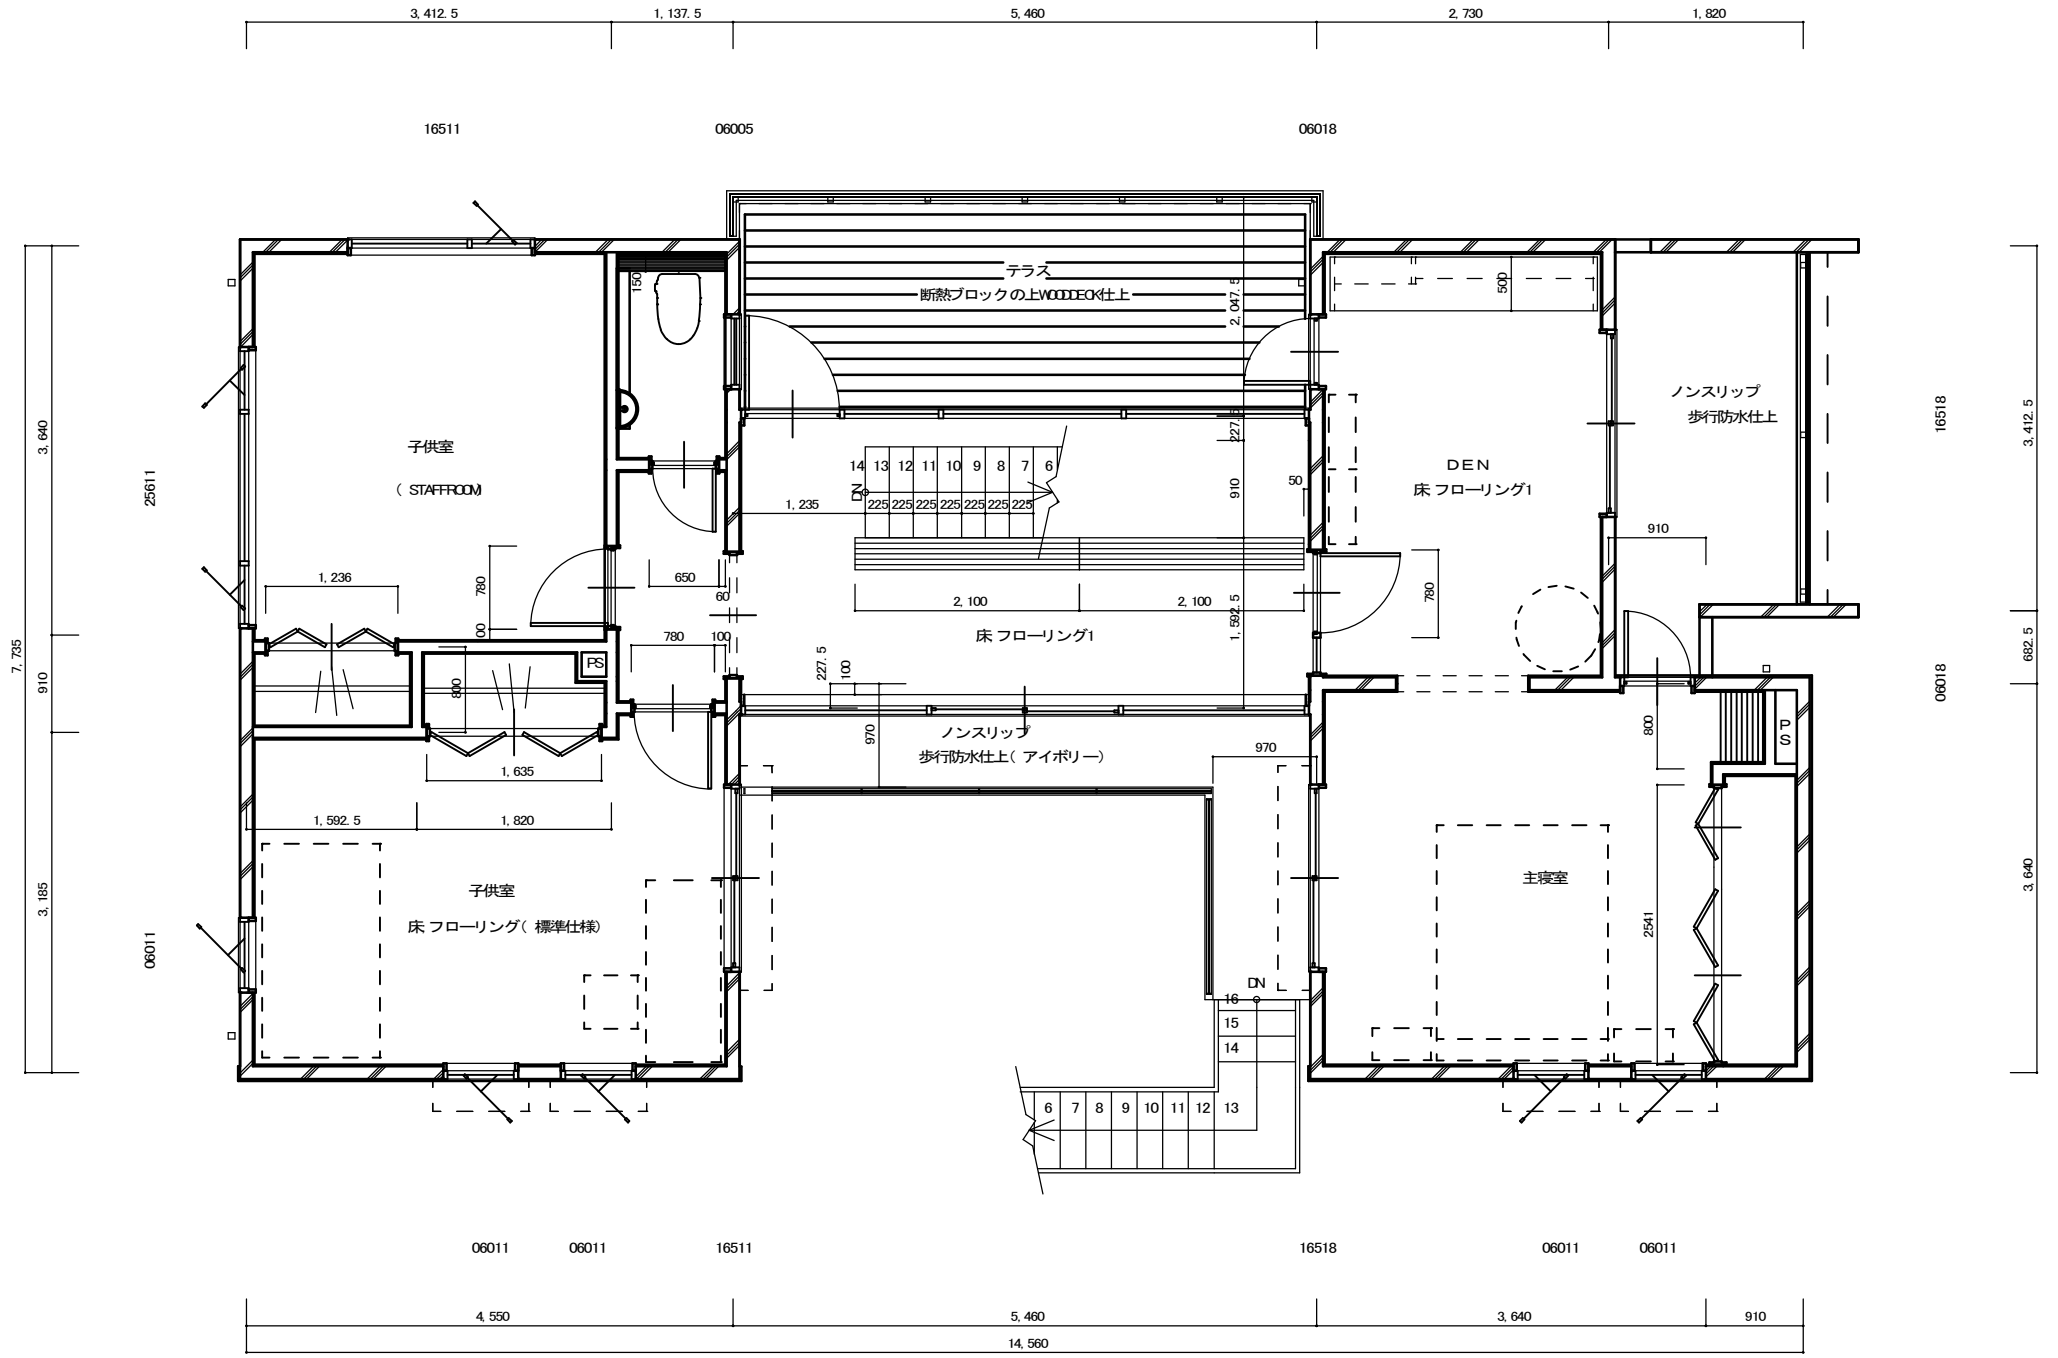 3,412.5
1,137.5
5,460
2,730
1,820
16511
06005
06018
150
テラス
断熱ブロックの上WOODDECK仕上
2,047.5
500
ノンスリップ
歩行防水仕上
3,640
25611
子供室
(STAFFROOM)
14 13 12 11 10 9 8 7 6
DN
1,235
225 225 225 225 225 225 225
227.5
910
50
DEN
床フローリング1
910
16518
3,412.5
1,236
780
650
60
2,100
2,100
1,592.5
780
床フローリング1
780
100
PS
7,735
910
800
227.5
100
682.5
06018
ノンスリップ
歩行防水仕上(アイボリー)
970
970
800
PS
1,635
1,592.5
1,820
子供室
床フローリング(標準仕様)
主寝室
2541
3,185
06011
3,640
DN
16
15
14
6 7 8 9 10 11 12 13
06011
06011
16511
16518
06011
06011
4,550
5,460
3,640
910
14,560